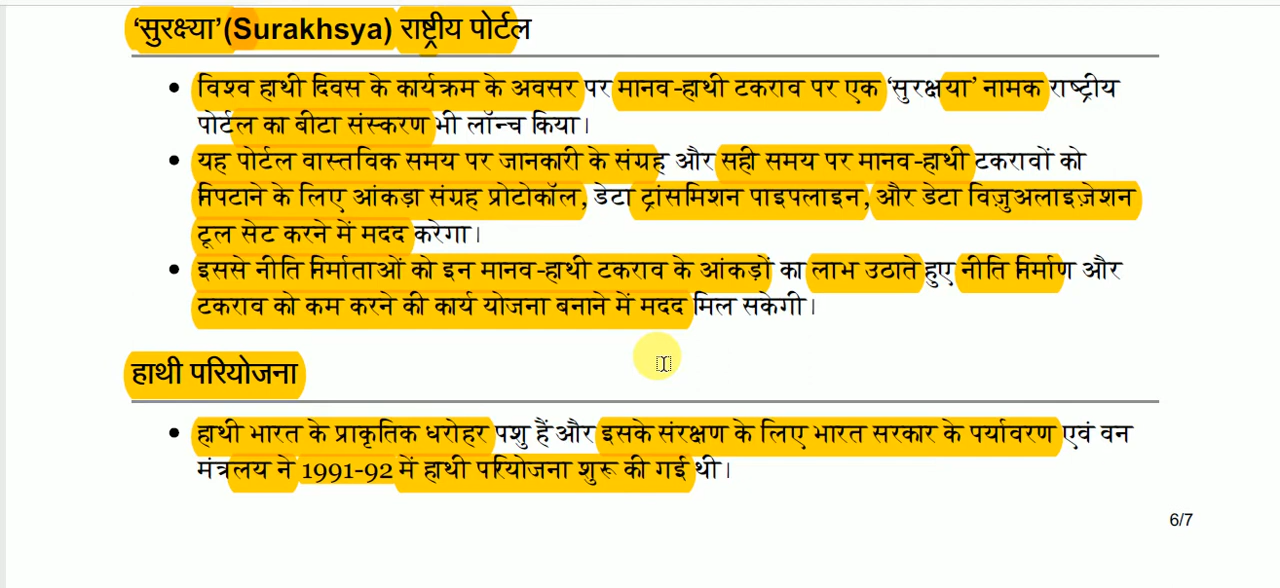 ‘सुरक्ष्या’(Surakhsya) राष्ट्रीय पोर्टल
• विश्व हाथी दिवस के कार्यक्रम के अवसर पर मानव-हाथी टकराव पर एक ‘सुरक्षया’ नामक राष्ट्रीय
पोर्टल का बीटा संस्करण भी लॉन्च किया।
• यह पोर्टल वास्तविक समय पर जानकारी के संग्रह और सही समय पर मानव-हाथी टकरावों को
निपटाने के लिए आंकड़ा संग्रह प्रोटोकॉल, डेटा ट्रांसमिशन पाइपलाइन, और डेटा विज़ुअलाइज़ेशन
टूल सेट करने में मदद करेगा।
• इससे नीति निर्माताओं को इन मानव-हाथी टकराव के आंकड़ों का लाभ उठाते हुए नीति निर्माण और
टकराव को कम करने की कार्य योजना बनाने में मदद मिल सकेगी।
हाथी परियोजना
• हाथी भारत के प्राकृतिक धरोहर पशु हैं और इसके संरक्षण के लिए भारत सरकार के पर्यावरण एवं वन
मंत्रलय ने 1991-92 में हाथी परियोजना शुरू की गई थी।
6/7